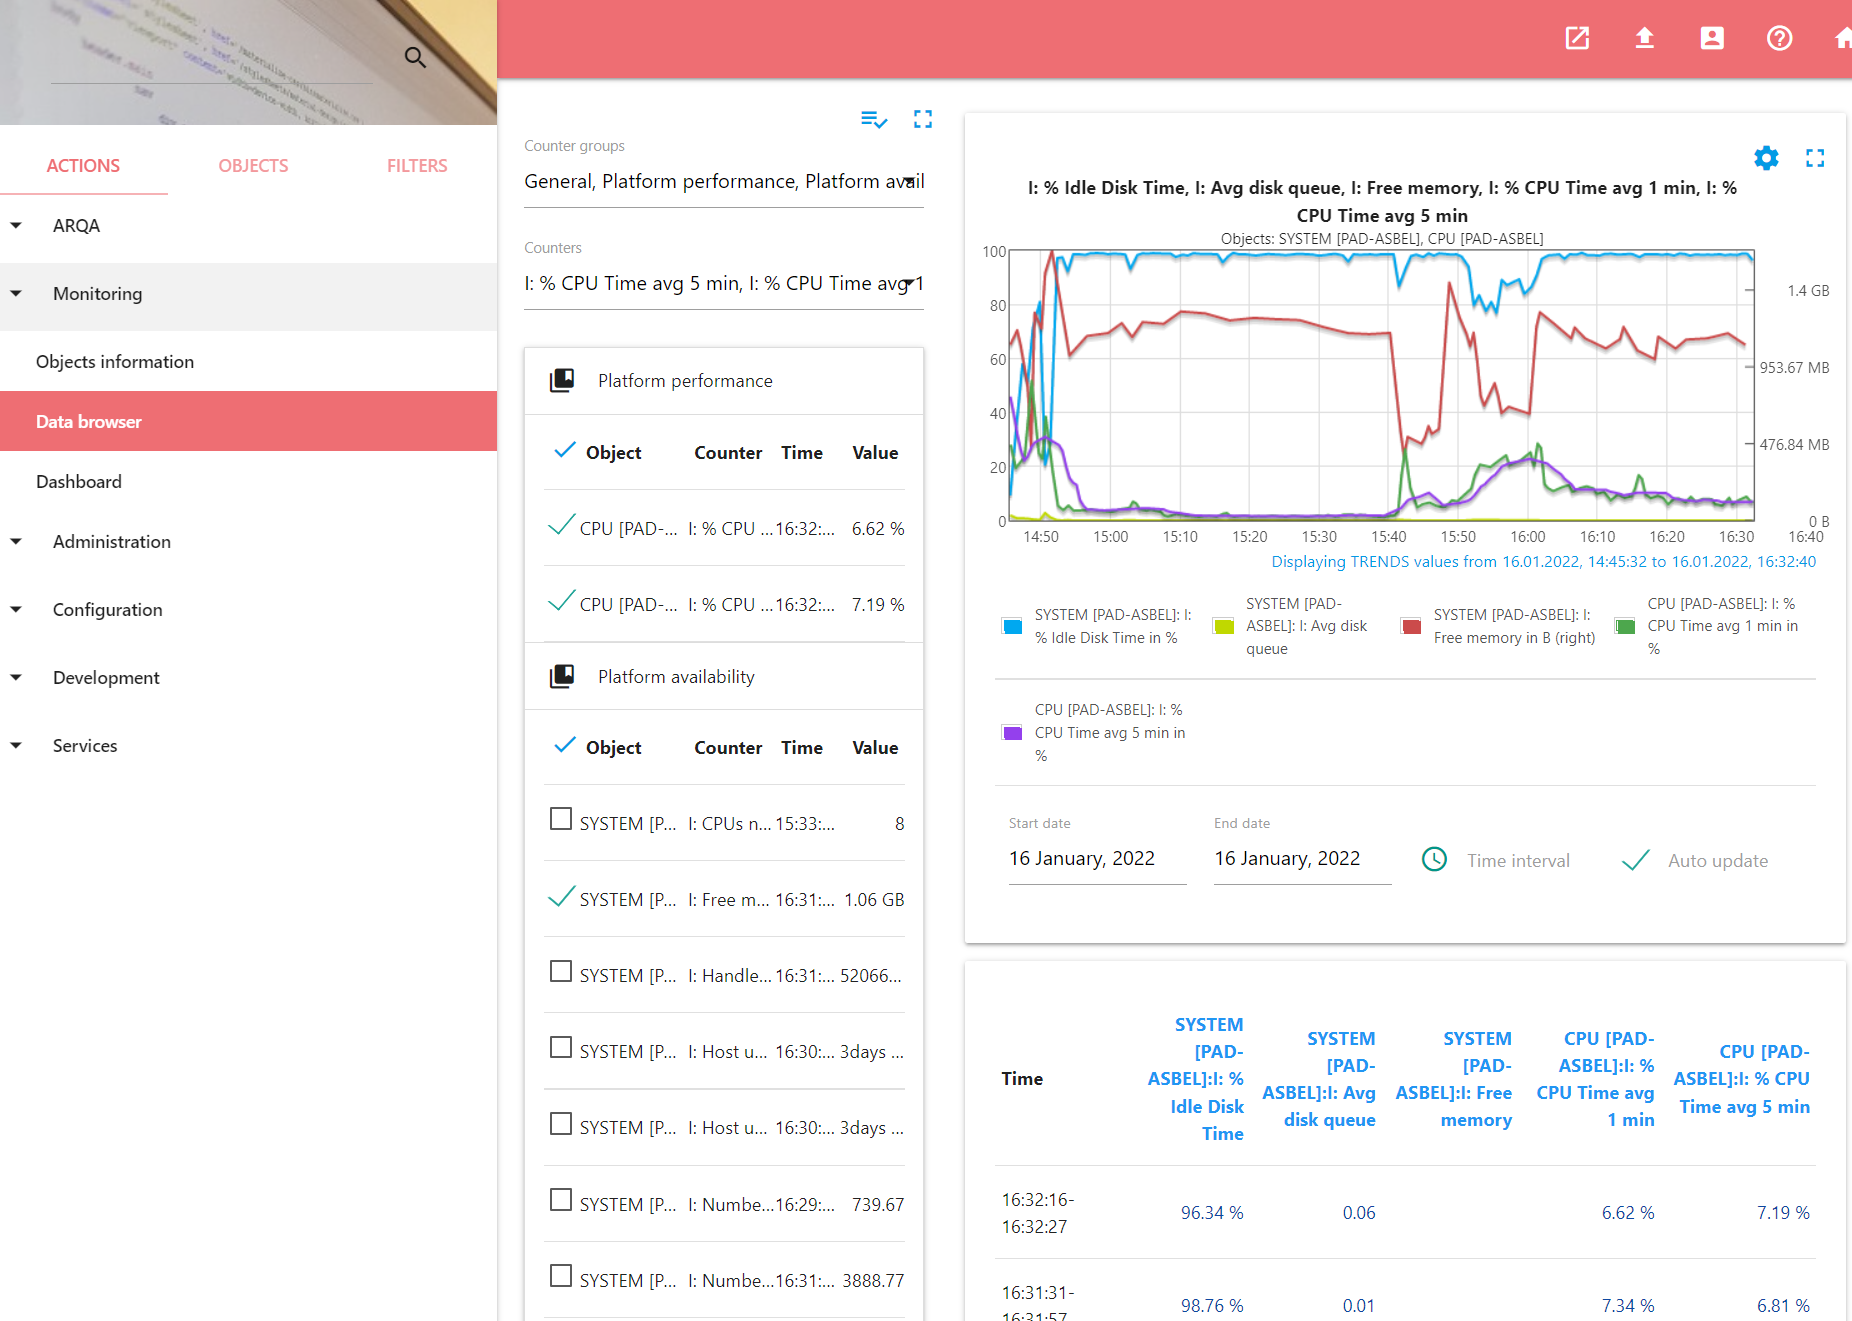 ACTIONS
OBJECTS
FILTERS
ARQA
Monitoring
Objects information
Data browser
Dashboard
Administration
Configuration
Development
Services
Counter groups
General, Platform performance, Platform avail
Counters
I: % CPU Time avg 5 min, I: % CPU Time avg 1
Platform performance
Object Counter Time Value
CPU [PAD-... I: % CPU ... 16:32:... 6.62 %
CPU [PAD-... I: % CPU ... 16:32:... 7.19 %
Platform availability
Object Counter Time Value
SYSTEM [P... I: CPUs n... 15:33:... 8
SYSTEM [P... I: Free m... 16:31:... 1.06 GB
SYSTEM [P... I: Handle... 16:31:... 52066...
SYSTEM [P... I: Host u... 16:30:... 3days ...
SYSTEM [P... I: Host u... 16:30:... 3days ...
SYSTEM [P... I: Numbe... 16:29:... 739.67
SYSTEM [P... I: Numbe... 16:31:... 3888.77
I: % Idle Disk Time, I: Avg disk queue, I: Free memory, I: % CPU Time avg 1 min, I: %
CPU Time avg 5 min
Objects: SYSTEM [PAD-ASBEL], CPU [PAD-ASBEL]
100
80
60
40
20
0
1.4 GB
953.67 MB
476.84 MB
0 B
14:50 15:00 15:10 15:20 15:30 15:40 15:50 16:00 16:10 16:20 16:30 16:40
Displaying TRENDS values from 16.01.2022, 14:45:32 to 16.01.2022, 16:32:40
SYSTEM [PAD-ASBEL]: I:
% Idle Disk Time in %
SYSTEM [PAD-
ASBEL]: I: Avg disk
queue
SYSTEM [PAD-ASBEL]: I:
Free memory in B (right)
CPU [PAD-ASBEL]: I: %
CPU Time avg 1 min in
%
CPU [PAD-ASBEL]: I: %
CPU Time avg 5 min in
%
Start date
16 January, 2022
End date
16 January, 2022
Time interval
Auto update
Time
SYSTEM
[PAD-
ASBEL]:I: %
Idle Disk
Time
SYSTEM
[PAD-
ASBEL]:I: Avg
disk queue
SYSTEM
[PAD-
ASBEL]:I: Free
memory
CPU [PAD-
ASBEL]:I: %
CPU Time avg
1 min
CPU [PAD-
ASBEL]:I: % CPU
Time avg 5 min
16:32:16-
16:32:27
96.34 % 0.06 6.62 % 7.19 %
16:31:31-
16:31:57
98.76 % 0.01 7.34 % 6.81 %